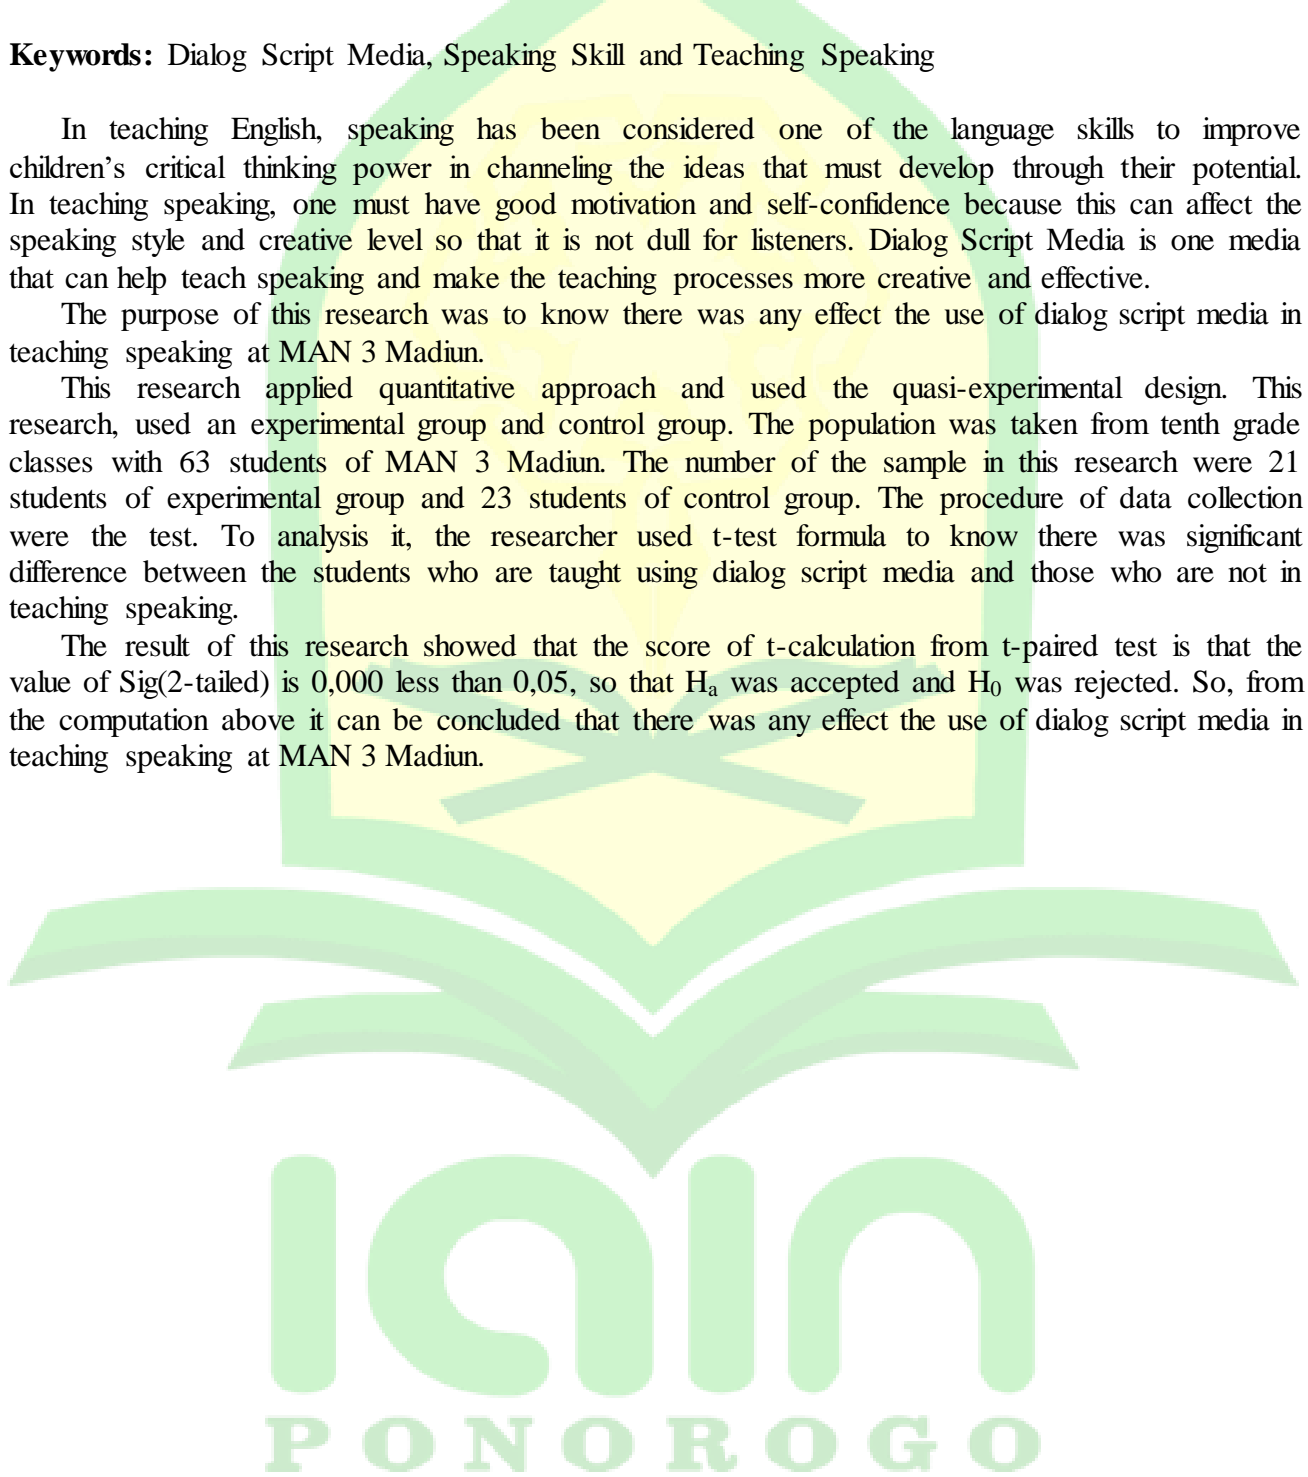 Keywords: Dialog Script Media, Speaking Skill and Teaching Speaking
In teaching English, speaking has been considered one of the language skills to improve
children's critical thinking power in channeling the ideas that must develop through their potential.
In teaching speaking, one must have good motivation and self-confidence because this can affect the
speaking style and creative level so that it is not dull for listeners. Dialog Script Media is one media
that can help teach speaking and make the teaching processes more creative and effective.
The purpose of this research was to know there was any effect the use of dialog script media in
teaching speaking at MAN 3 Madiun.
This research applied quantitative approach and used the quasi-experimental design. This
research, used an experimental group and control group. The population was taken from tenth grade
classes with 63 students of MAN 3 Madiun. The number of the sample in this research were 21
students of experimental group and 23 students of control group. The procedure of data collection
were the test. To analysis it, the researcher used t-test formula to know there was significant
difference between the students who are taught using dialog script media and those who are not in
teaching speaking.
The result of this research showed that the score of t-calculation from t-paired test is that the
value of Sig(2-tailed) is 0,000 less than 0,05, so that Ha was accepted and H0 was rejected. So, from
the computation above it can be concluded that there was any effect the use of dialog script media in
teaching speaking at MAN 3 Madiun.
iain
PONOROGO